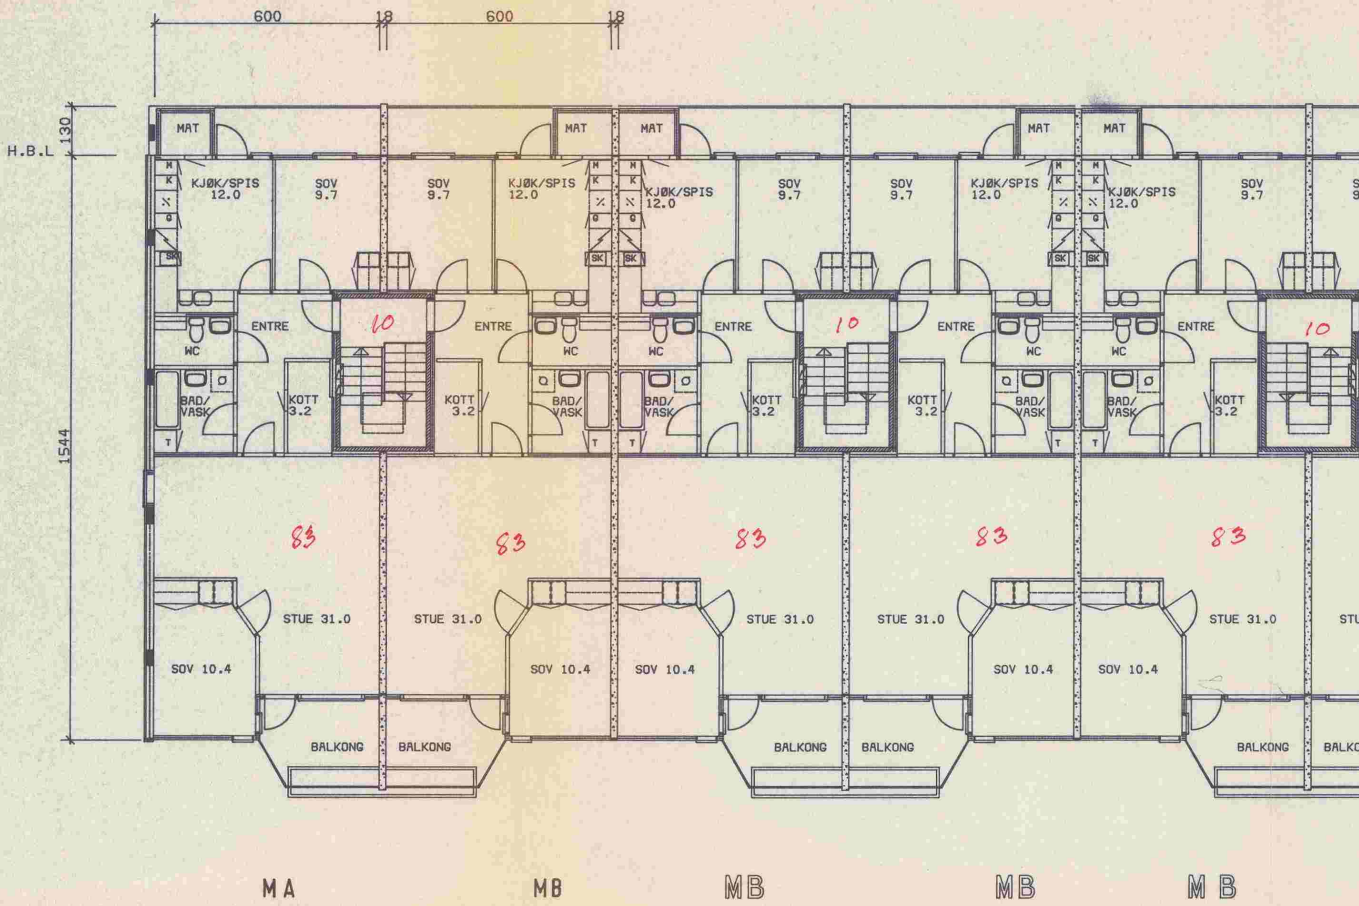 600 18 600 18
130
H.B.L
MAT MAT MAT MAT MAT
M M M M M
K K K K K
KJØK/SPIS SOV SOV KJØK/SPIS KJØK/SPIS SOV SOV KJØK/SPIS KJØK/SPIS SOV S
12.0 9.7 9.7 12.0 12.0 9.7 9.7 12.0 12.0 9.7 9
SK SK SK SK SK
ENTRE 10 ENTRE ENTRE 10 ENTRE ENTRE 10
WC WC WC WC WC
BAD/ KOTT KOTT BAD/ BAD/ KOTT KOTT BAD/ BAD/ KOTT
VASK 3.2 3.2 VASK VASK 3.2 3.2 VASK VASK 3.2
T T T T T
1544
83 83 83 83 83
STUE 31.0 STUE 31.0 STUE 31.0 STUE 31.0 STUE 31.0 STU
SOV 10.4 SOV 10.4 SOV 10.4 SOV 10.4 SOV 10.4
BALKONG BALKONG BALKONG BALKONG BALKONG BALKO
MA MB MB MB MB